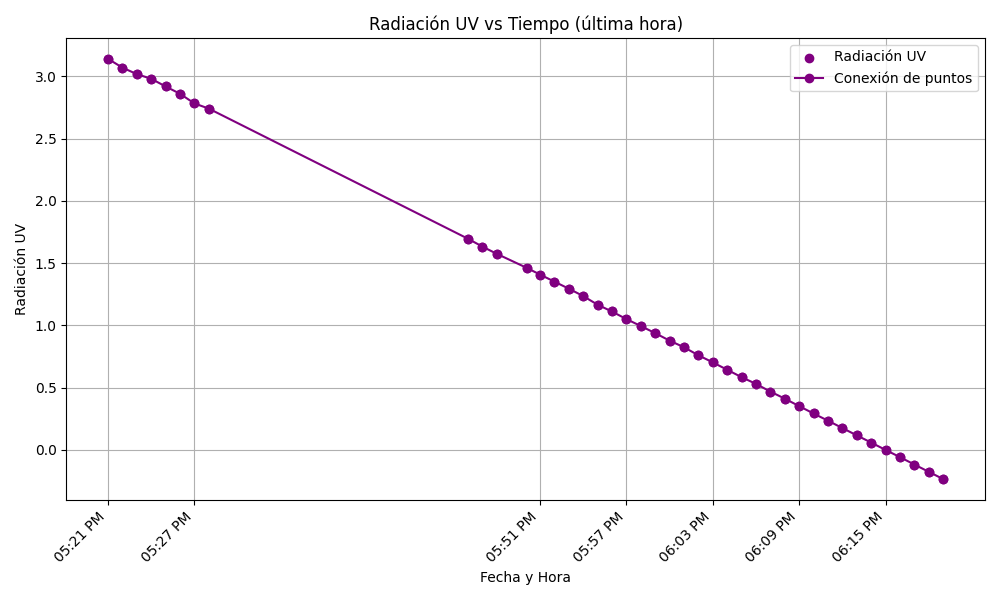 Radiación UV vs Tiempo (última hora)
Radiación UV
Conexión de puntos
Radiación UV
3.0
2.5
2.0
1.5
1.0
0.5
0.0
05:21 PM
05:27 PM
05:51 PM
05:57 PM
06:03 PM
06:09 PM
06:15 PM
Fecha y Hora